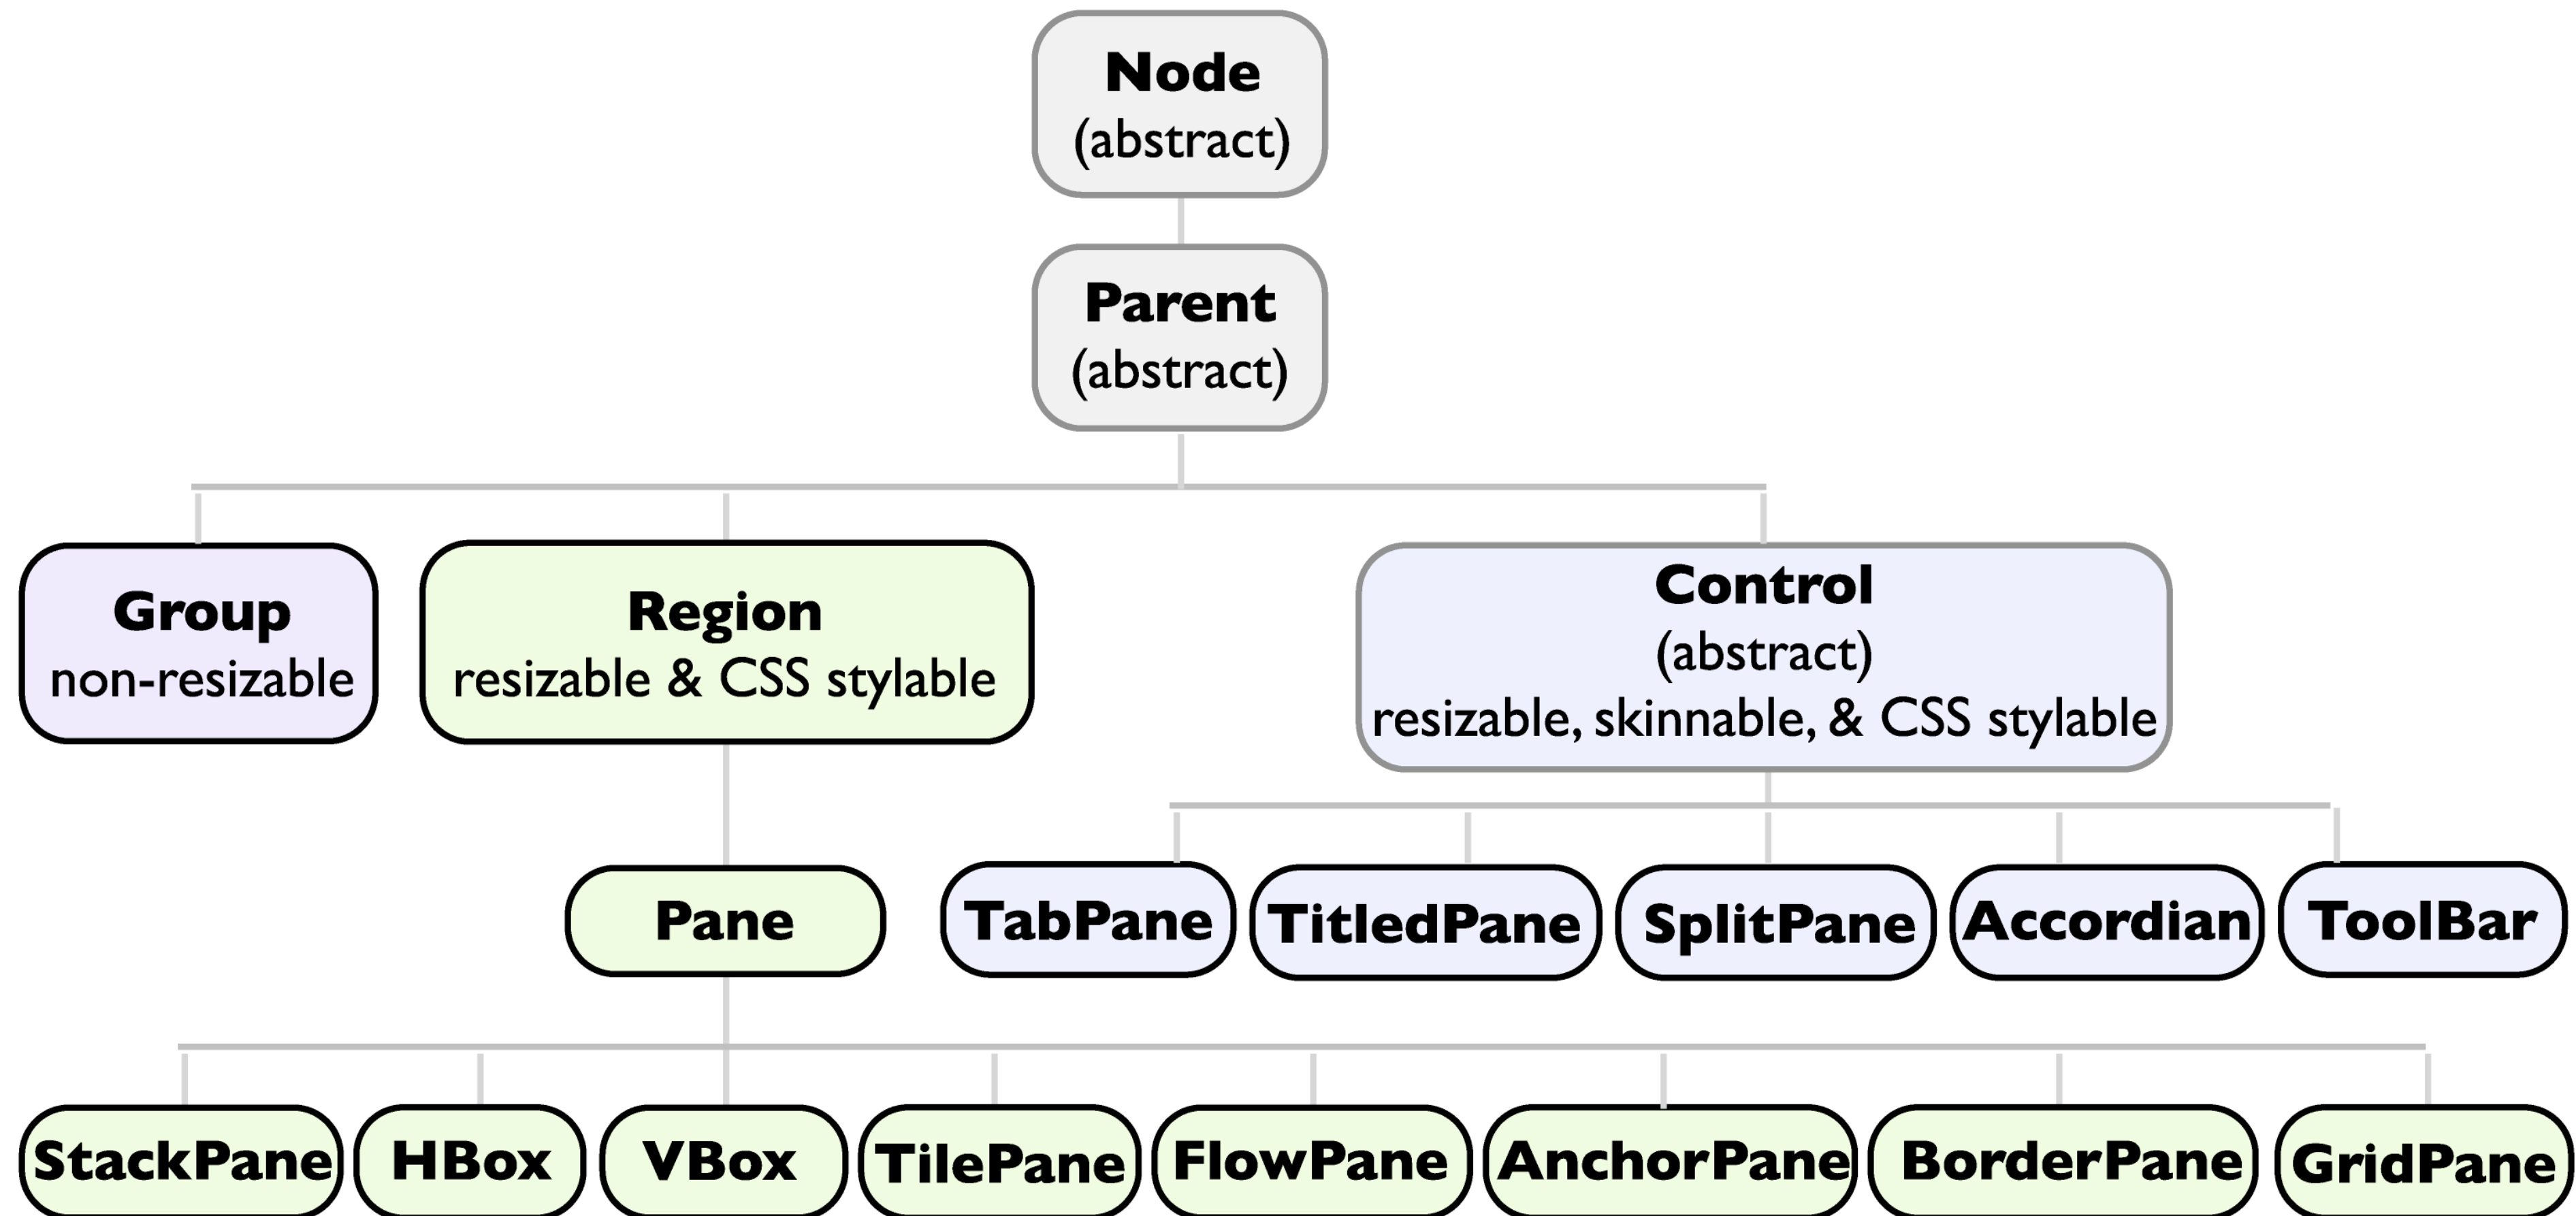 Node
(abstract)
Parent
(abstract)
Group
non-resizable
Region
resizable & CSS stylable
Control
(abstract)
resizable, skinnable, & CSS stylable
Pane
TabPane
TitledPane
SplitPane
Accordian
ToolBar
StackPane
HBox
VBox
TilePane
FlowPane
AnchorPane
BorderPane
GridPane